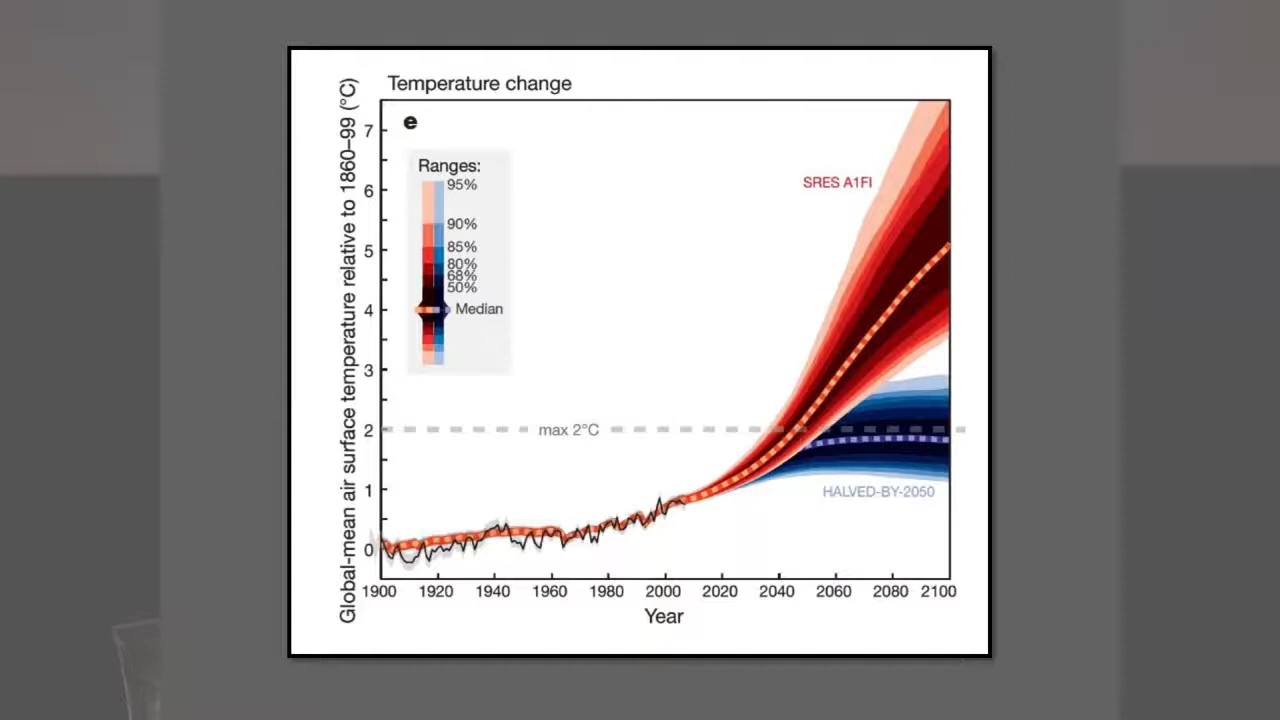 Temperature change
e
Global-mean air surface temperature relative to 1860–99 (°C)
7
6
5
4
3
2
1
0
Ranges:
95%
90%
85%
80%
68%
50%
Median
SRES A1FI
max 2°C
HALVED-BY-2050
1900 1920 1940 1960 1980 2000 2020 2040 2060 2080 2100
Year